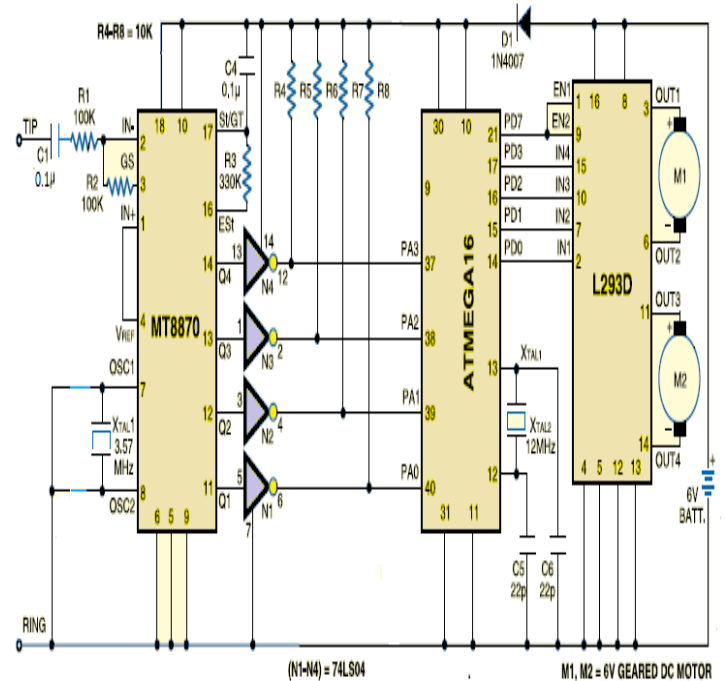 R4-R8 = 10K
D1
1N4007
C4
0.1µ
R4 R5 R6 R7 R8
TIP
C1
0.1µ
R1
100K
R2
100K
IN-
2
GS
3
IN+
1
4
VREF
OSC1
7
XTAL1
3.57
MHz
8
OSC2
18 10
17
St/GT
R3
330K
16
ESt
14
Q4
13
Q3
12
Q2
11
Q1
MT8870
6 5 9
13 14
12
N4
1
2
N3
3
4
N2
5
6
N1
7
30 10
9
PA3
37
PA2
38
PA1
39
PA0
40
ATMEGA16
31 11
21 PD7
17 PD3
16 PD2
15 PD1
14 PD0
13
XTAL1
XTAL2
12MHz
12
C5
22p
C6
22p
EN1
1
EN2
9
IN4
15
IN3
10
IN2
7
IN1
2
16 8
L293D
3
OUT1
+
M1
-
6
OUT2
OUT3
11
+
M2
-
14
OUT4
4 5 12 13
+
6V
BATT.
RING
(N1-N4) = 74LS04
M1, M2 = 6V GEARED DC MOTOR